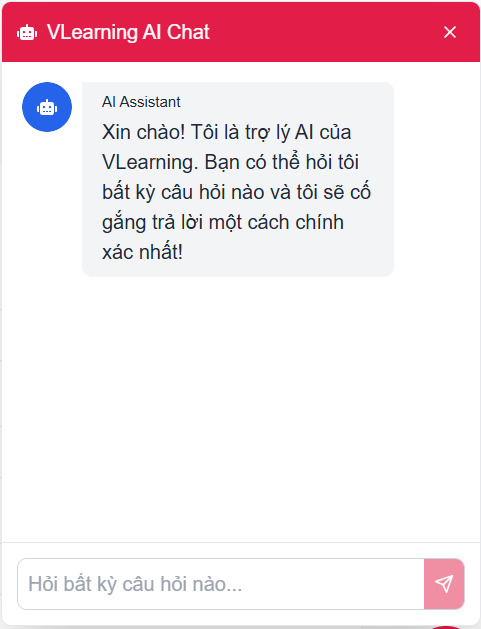 VLearning AI Chat
AI Assistant
Xin chào! Tôi là trợ lý AI của
VLearning. Bạn có thể hỏi tôi
bất kỳ câu hỏi nào và tôi sẽ cố
gắng trả lời một cách chính
xác nhất!
Hỏi bất kỳ câu hỏi nào...